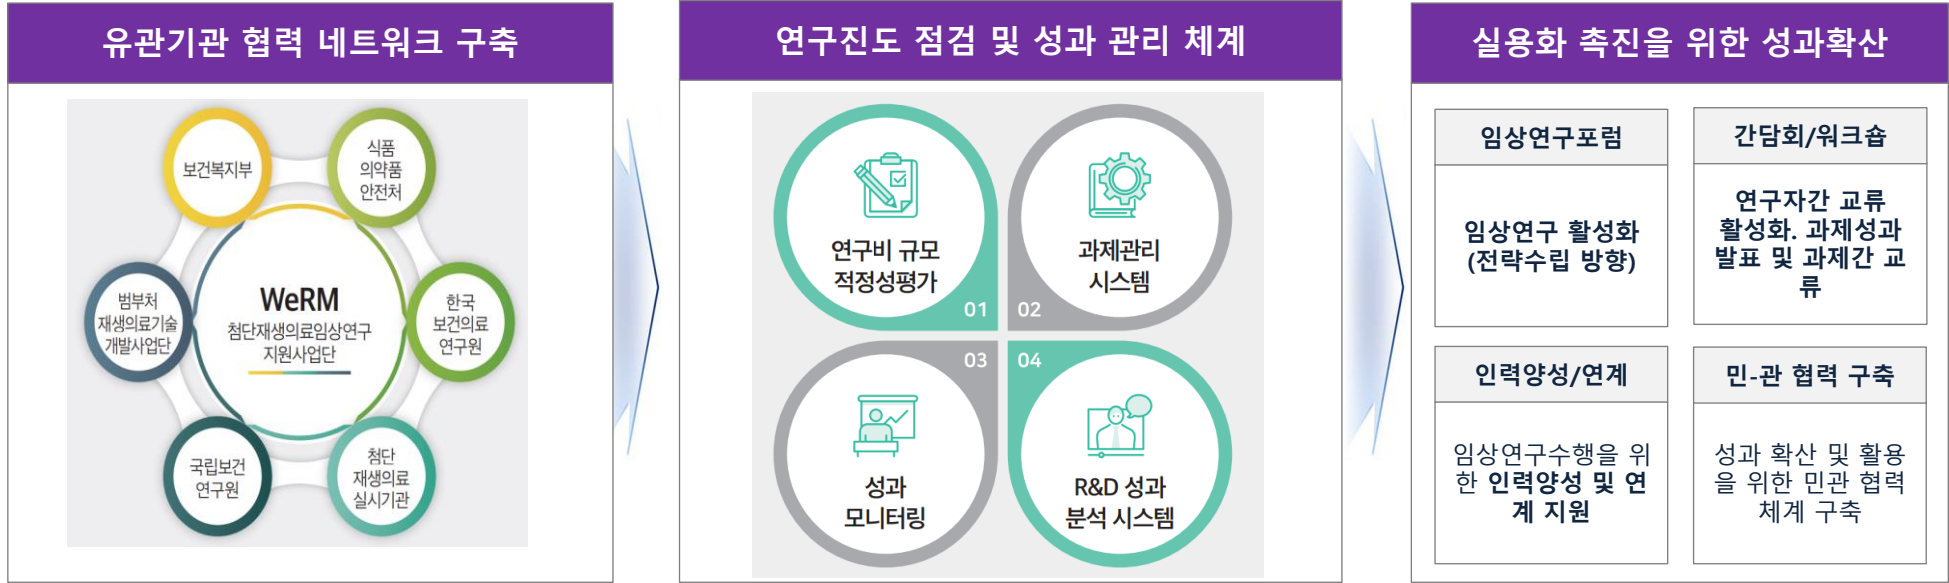 유관기관 협력 네트워크 구축
보건복지부
식품
의약품
안전처
범부처
재생의료기술
개발사업단
WeRM
첨단재생의료임상연구
지원사업단
한국
보건의료
연구원
국립보건
연구원
첨단
재생의료
실시기관
연구진도 점검 및 성과 관리 체계
연구비 규모
적정성평가
01
과제관리
시스템
02
03
성과
모니터링
04
R&D 성과
분석 시스템
실용화 촉진을 위한 성과확산
임상연구포럼
임상연구 활성화
(전략수립 방향)
간담회/워크숍
연구자간 교류
활성화. 과제성과
발표 및 과제간 교
류
인력양성/연계
임상연구수행을 위
한 인력양성 및 연
계 지원
민-관 협력 구축
성과 확산 및 활용
을 위한 민관 협력
체계 구축